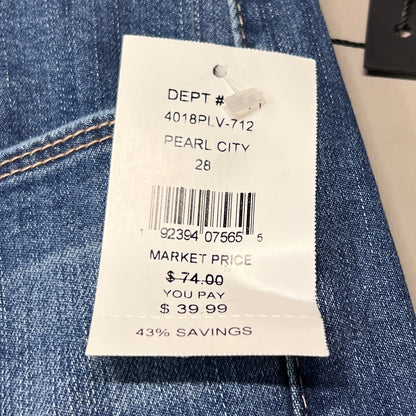 DEPT #
4018PLV-712
PEARL CITY
28
1 92394 07565 5
MARKET PRICE
$ 74.00
YOU PAY
$ 39.99
43% SAVINGS